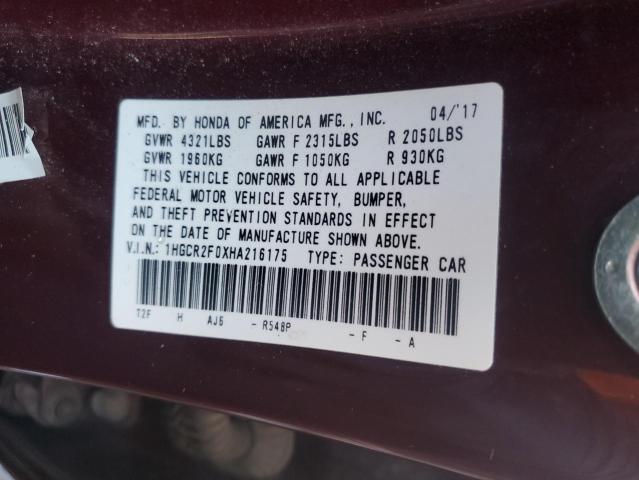 MFD. BY HONDA OF AMERICA MFG., INC. 04/'17
GVWR 4321LBS GAWR F 2315LBS R 2050LBS
GVWR 1960KG GAWR F 1050KG R 930KG
THIS VEHICLE CONFORMS TO ALL APPLICABLE
FEDERAL MOTOR VEHICLE SAFETY, BUMPER,
AND THEFT PREVENTION STANDARDS IN EFFECT
ON THE DATE OF MANUFACTURE SHOWN ABOVE.
V.I.N.: 1HGCR2F0XHA216175 TYPE: PASSENGER CAR
T2F H AJ6 - R548P - F - A